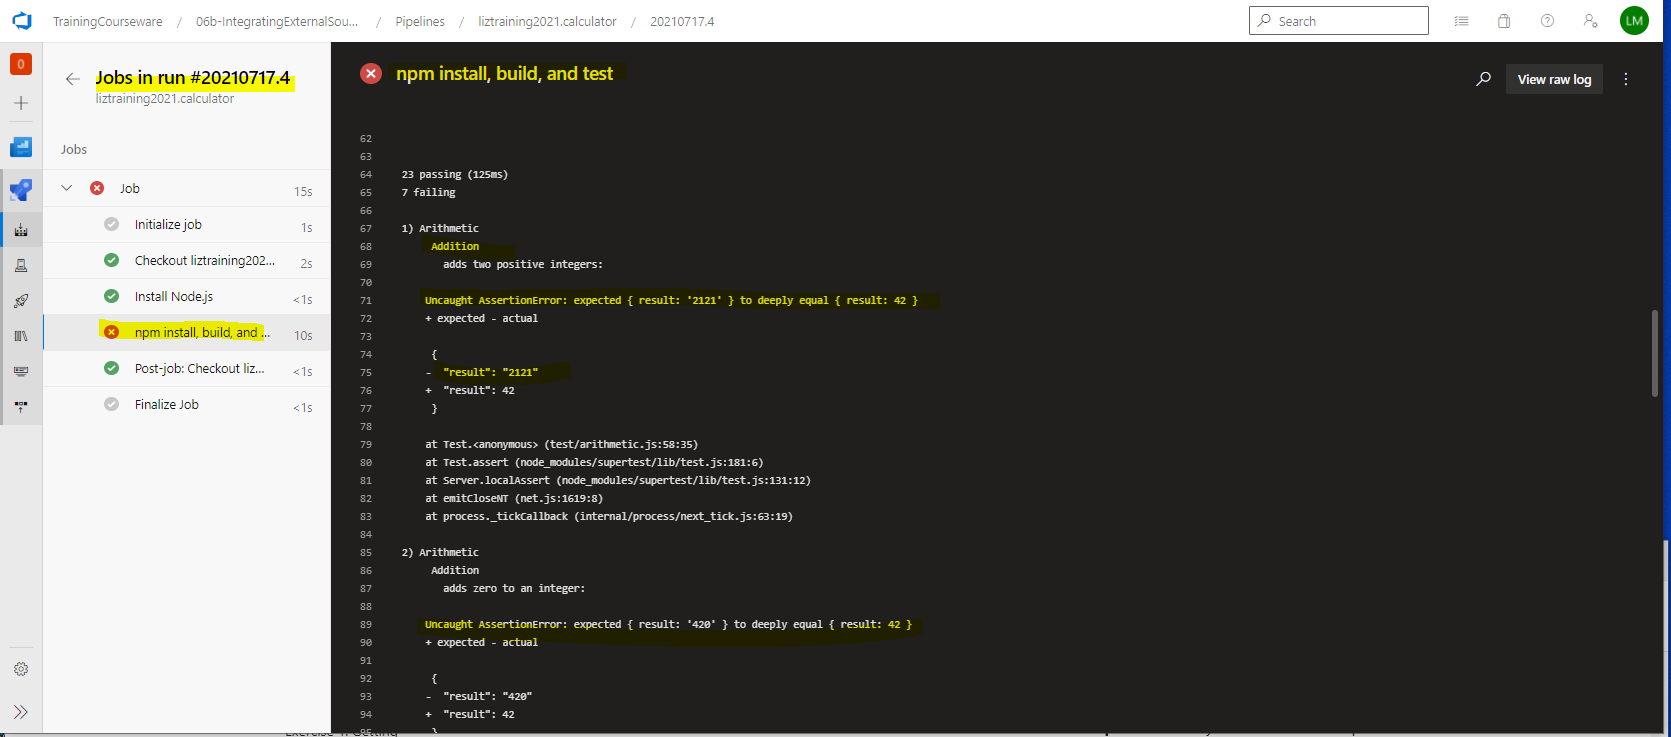 TrainingCourseware / 06b-IntegratingExternalSou... / Pipelines / liztraining2021.calculator / 20210717.4
Search
LM
0
Jobs in run #20210717.4
liztraining2021.calculator
Jobs
Job 15s
Initialize job 1s
Checkout liztraining202... 2s
Install Node.js <1s
npm install, build, and ... 10s
Post-job: Checkout liz... <1s
Finalize Job <1s
npm install, build, and test
View raw log
62
63
64 23 passing (125ms)
65 7 failing
66
67 1) Arithmetic
68 Addition
69 adds two positive integers:
70
71 Uncaught AssertionError: expected { result: '2121' } to deeply equal { result: 42 }
72 + expected - actual
73
74 {
75 - "result": "2121"
76 + "result": 42
77 }
78
79 at Test.<anonymous> (test/arithmetic.js:58:35)
80 at Test.assert (node_modules/supertest/lib/test.js:181:6)
81 at Server.localAssert (node_modules/supertest/lib/test.js:131:12)
82 at emitCloseNT (net.js:1619:8)
83 at process._tickCallback (internal/process/next_tick.js:63:19)
84
85 2) Arithmetic
86 Addition
87 adds zero to an integer:
88
89 Uncaught AssertionError: expected { result: '420' } to deeply equal { result: 42 }
90 + expected - actual
91
92 {
93 - "result": "420"
94 + "result": 42
95 }